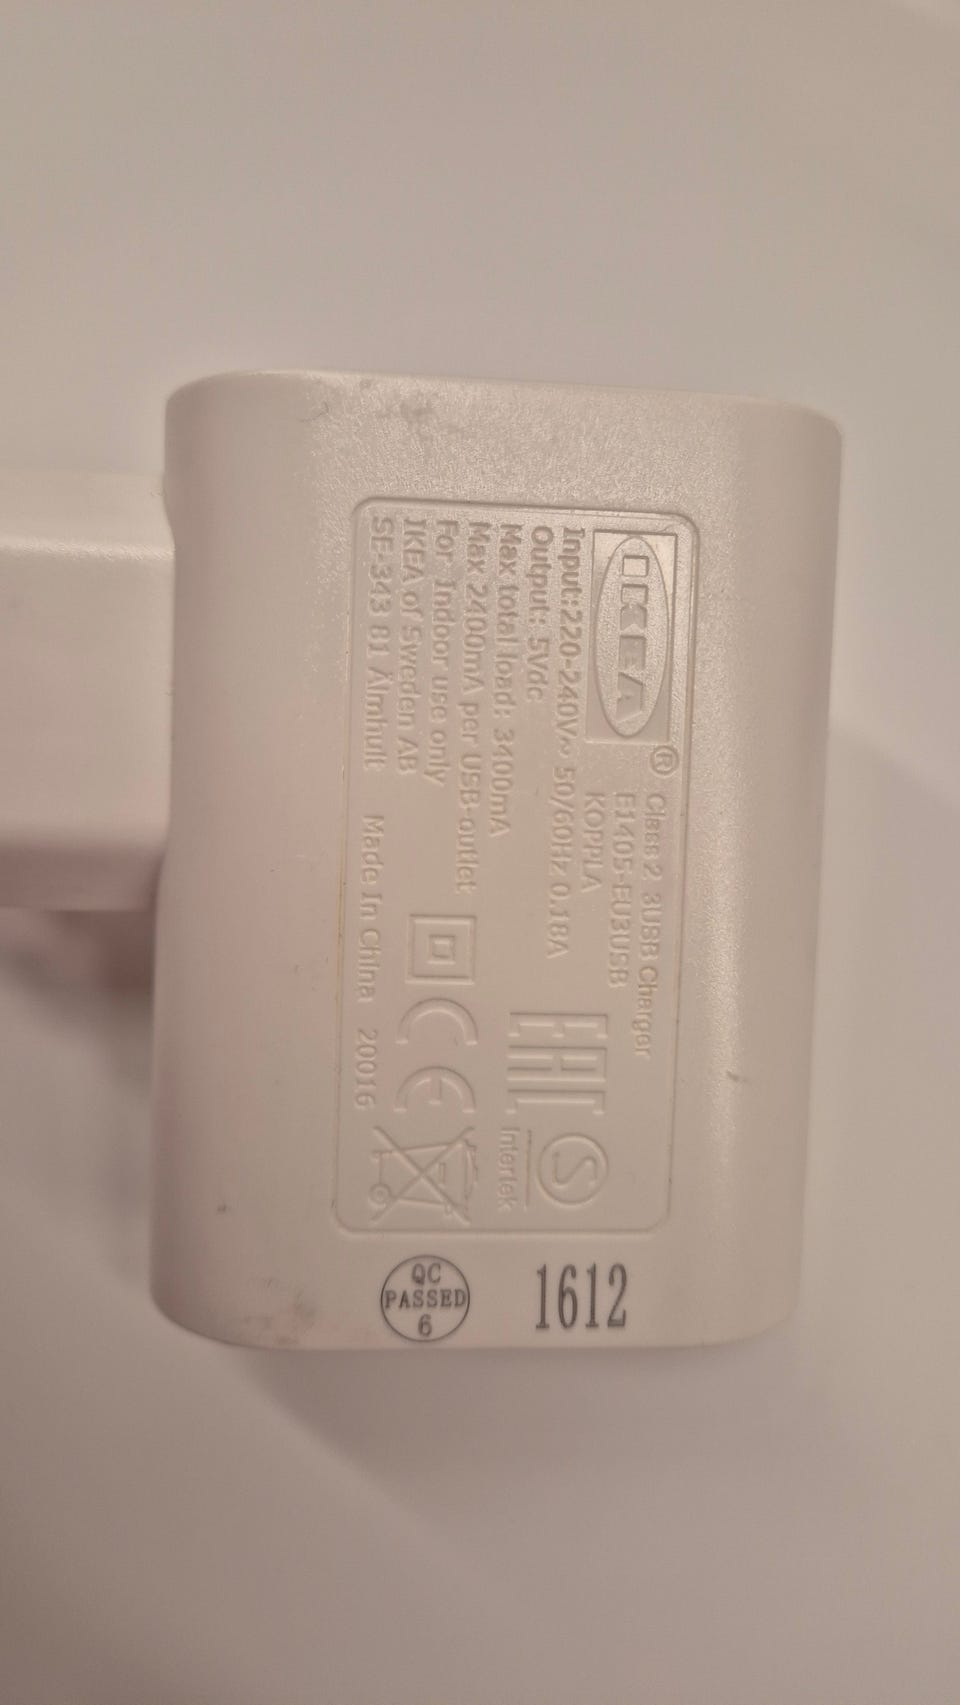 IKEA®
Class 2 3USB Charger
E1405-EU3USB
KOPPLA
Input:220-240V~ 50/60Hz 0.18A
Output: 5Vdc
Max total load: 3400mA
Max 2400mA per USB-outlet
For Indoor use only
IKEA of Sweden AB
SE-343 81 Älmhult Made In China 20016
EAC
S
Intertek
CE
QC
PASSED
6
1612